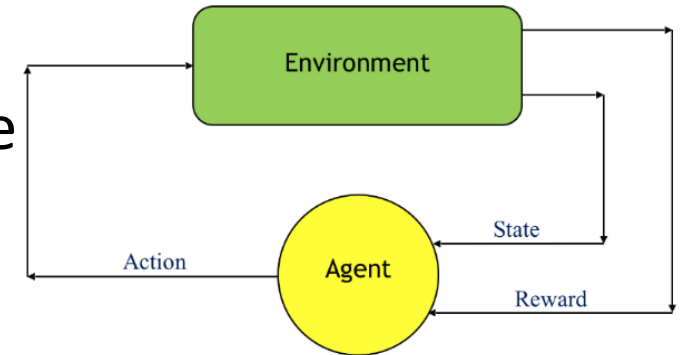 Environment
e
State
Action
Agent
Reward